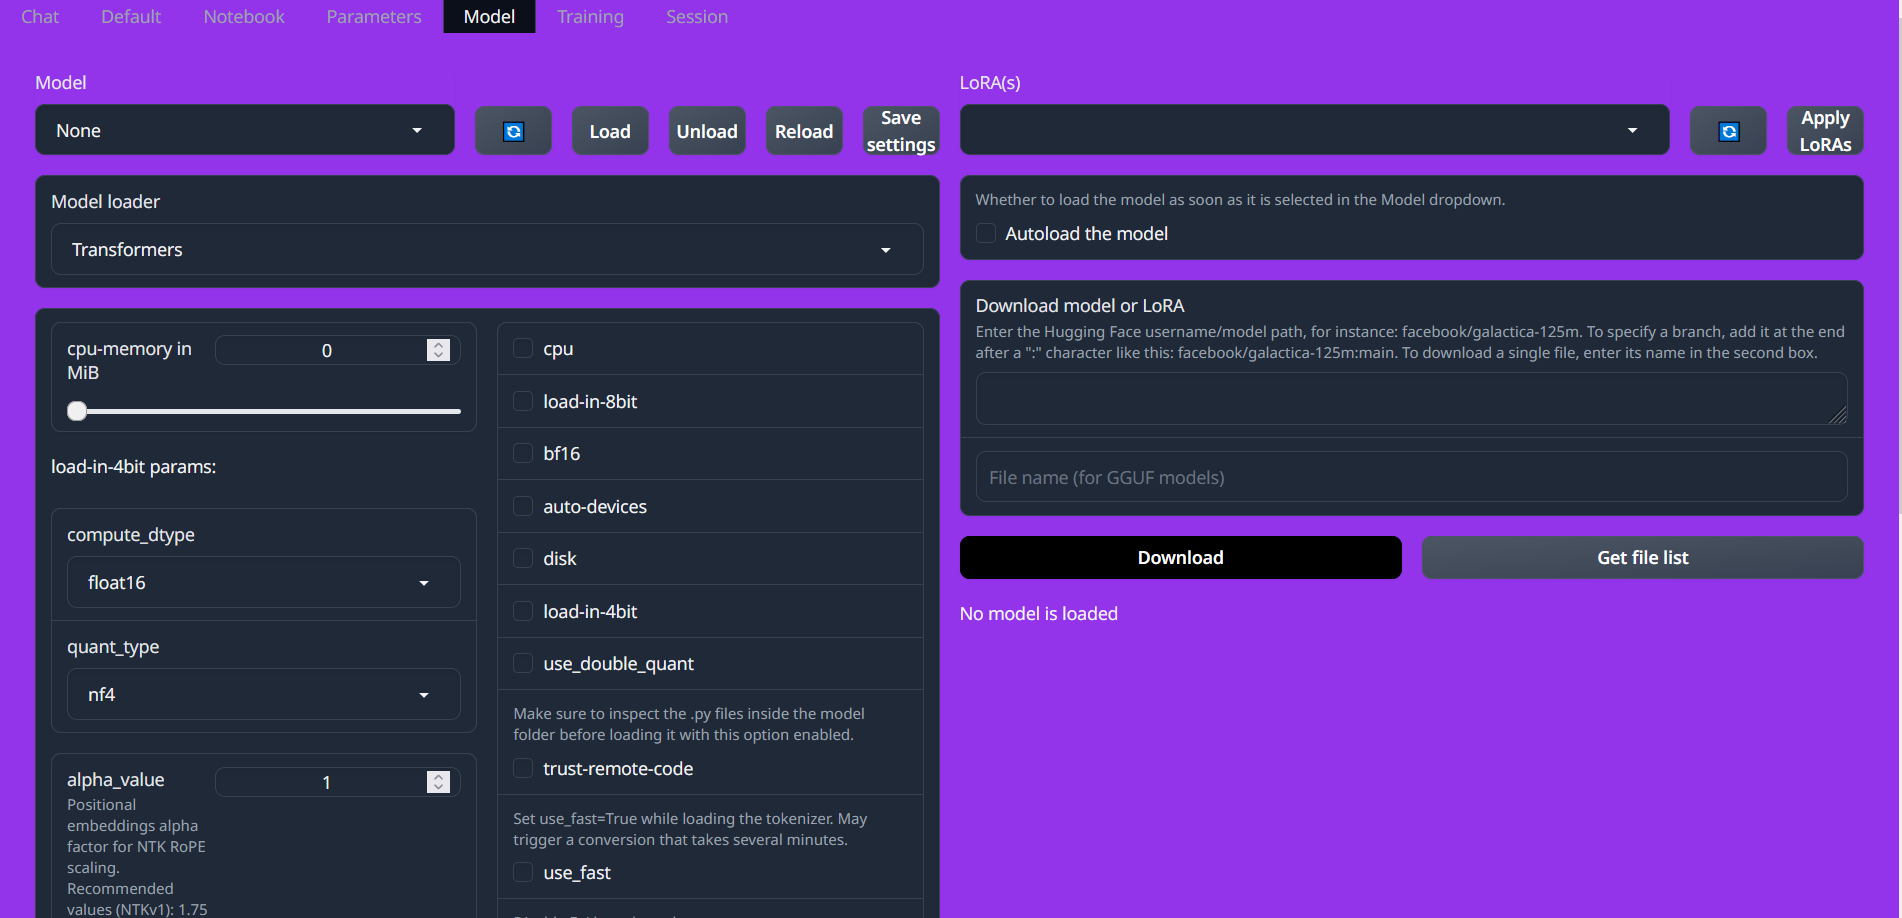 Chat
Default
Notebook
Parameters
Model
Training
Session
Model
None
Load
Unload
Reload
Save
settings
Model loader
Transformers
cpu-memory in
MiB
0
load-in-4bit params:
compute_dtype
float16
quant_type
nf4
alpha_value
1
Positional
embeddings alpha
factor for NTK RoPE
scaling.
Recommended
values (NTKv1): 1.75
cpu
load-in-8bit
bf16
auto-devices
disk
load-in-4bit
use_double_quant
Make sure to inspect the .py files inside the model
folder before loading it with this option enabled.
trust-remote-code
Set use_fast=True while loading the tokenizer. May
trigger a conversion that takes several minutes.
use_fast
LoRA(s)
Apply
LoRAs
Whether to load the model as soon as it is selected in the Model dropdown.
Autoload the model
Download model or LoRA
Enter the Hugging Face username/model path, for instance: facebook/galactica-125m. To specify a branch, add it at the end
after a ":" character like this: facebook/galactica-125m:main. To download a single file, enter its name in the second box.
File name (for GGUF models)
Download
Get file list
No model is loaded